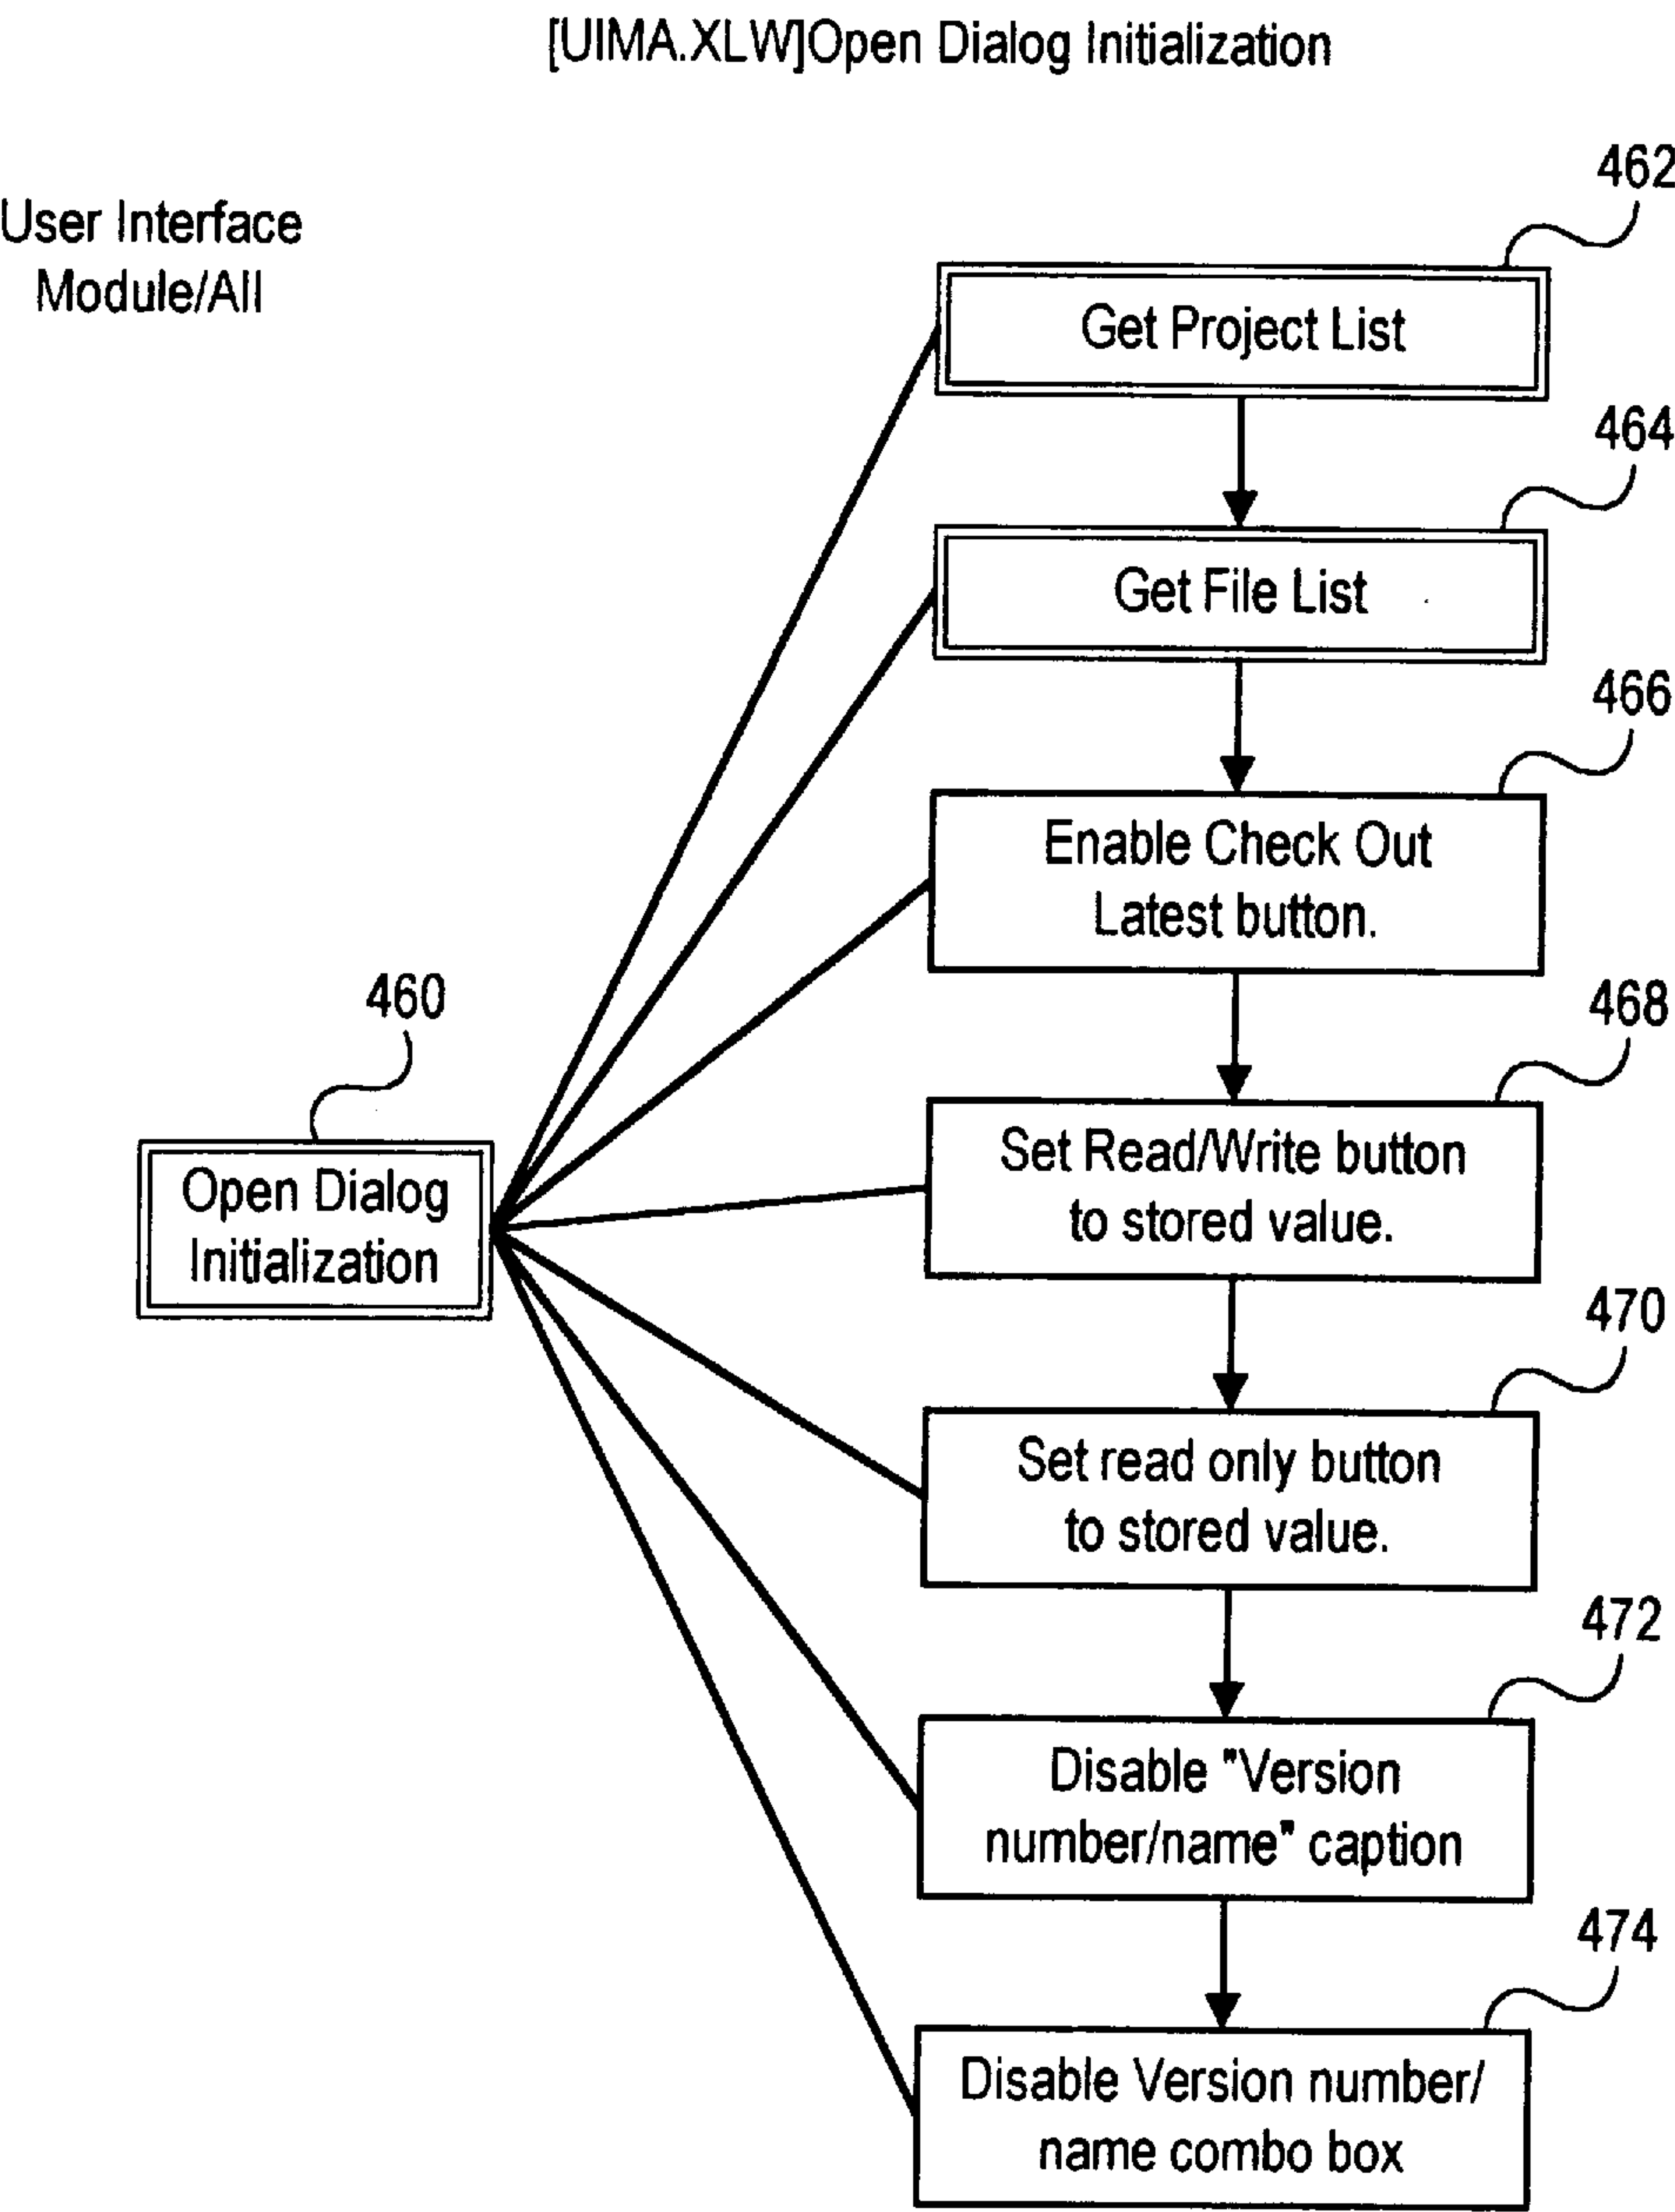 [UIMA.XLW]Open Dialog Initialization
User Interface
Module/All
462
Get Project List
464
Get File List
466
Enable Check Out
Latest button.
460
Open Dialog
Initialization
468
Set Read/Write button
to stored value.
470
Set read only button
to stored value.
472
Disable "Version
number/name" caption
474
Disable Version number/
name combo box